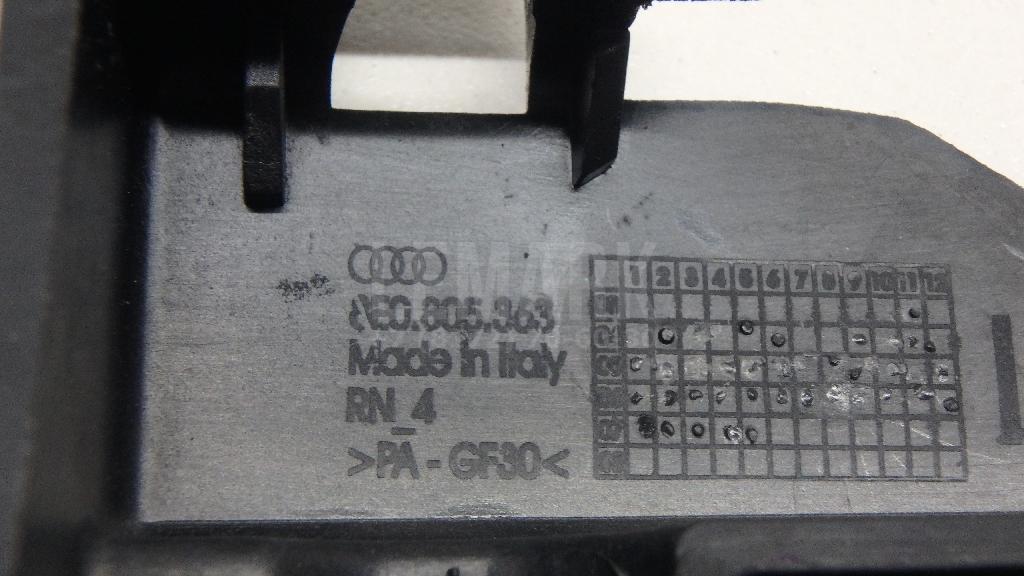 8E0.805.363
Made in Italy
RN_4
>PA - GF30<
1 2 3 4 5 6 7 8 9 10 11 12
L